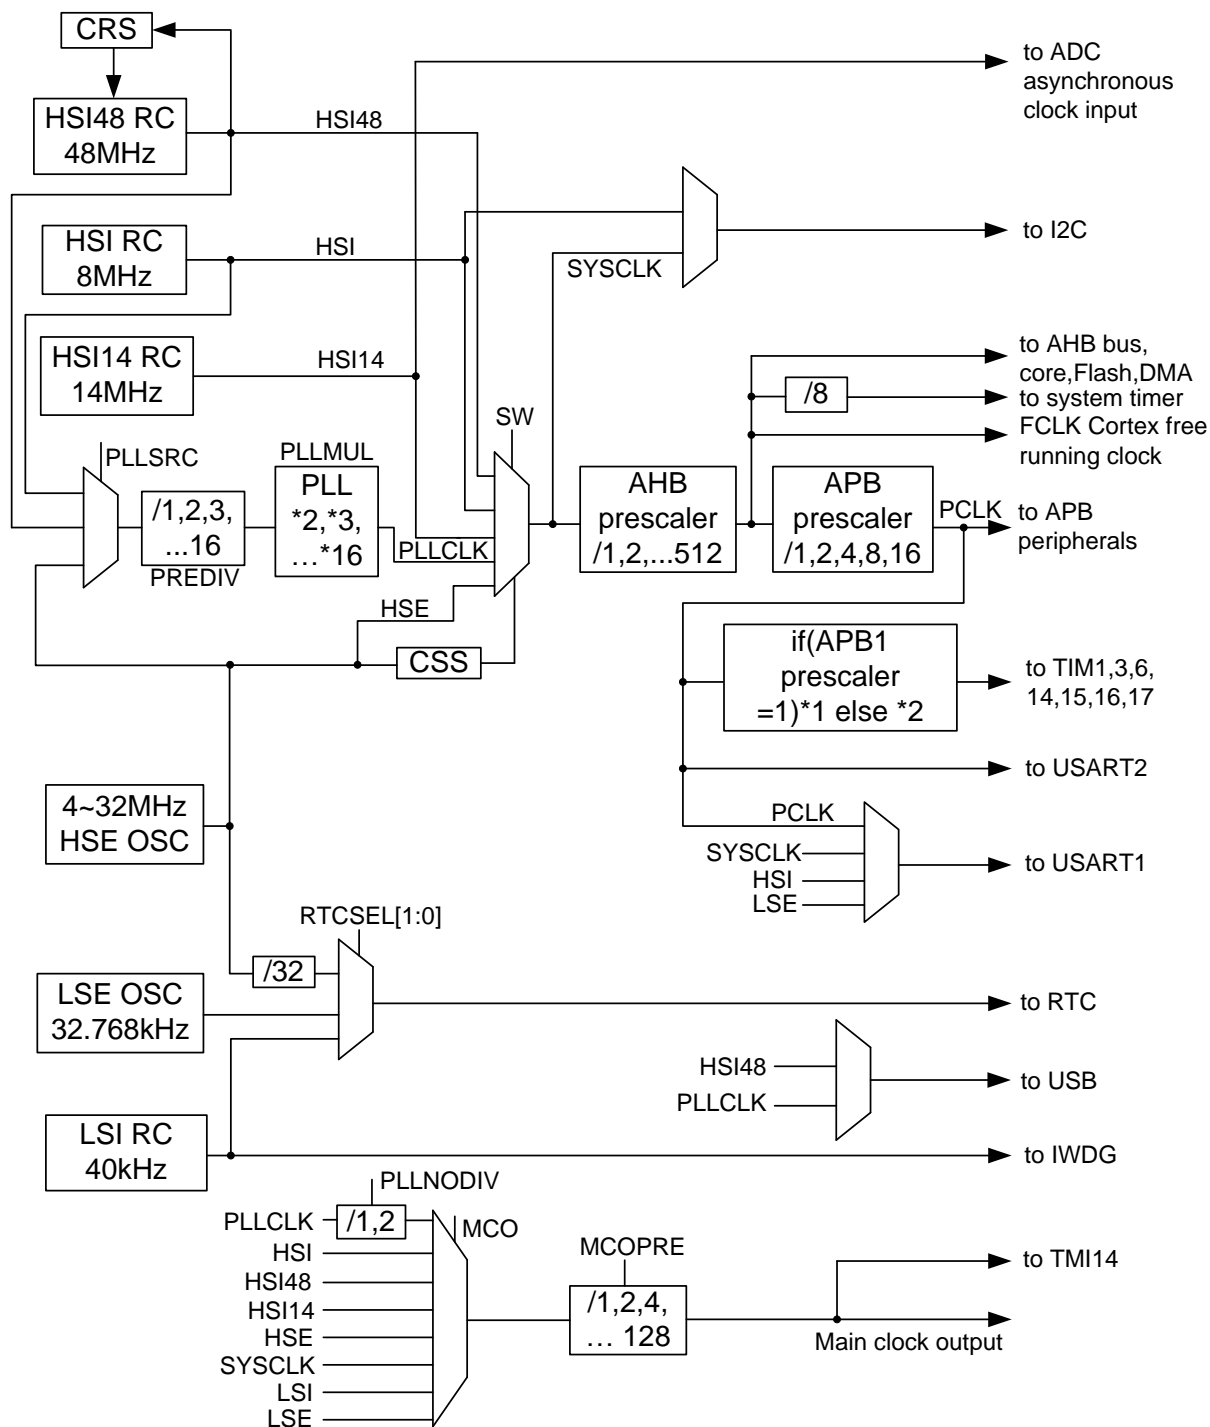 CRS
to ADC
asynchronous
clock input
HSI48 RC
48MHz
HSI48
HSI RC
8MHz
HSI
SYSCLK
to I2C
HSI14 RC
14MHz
HSI14
to AHB bus,
core,Flash,DMA
/8
to system timer
FCLK Cortex free
running clock
SW
PLLSRC
PLLMUL
/1,2,3,
...16
PREDIV
PLL
*2,*3,
...*16
PLLCLK
AHB
prescaler
/1,2,...512
APB
prescaler
/1,2,4,8,16
PCLK
to APB
peripherals
HSE
CSS
if(APB1
prescaler
=1)*1 else *2
to TIM1,3,6,
14,15,16,17
to USART2
4~32MHz
HSE OSC
PCLK
SYSCLK
HSI
LSE
to USART1
RTCSEL[1:0]
/32
LSE OSC
32.768kHz
to RTC
HSI48
PLLCLK
to USB
LSI RC
40kHz
to IWDG
PLLNODIV
PLLCLK
/1,2
MCO
HSI
HSI48
HSI14
HSE
SYSCLK
LSI
LSE
MCOPRE
/1,2,4,
... 128
to TMI14
Main clock output